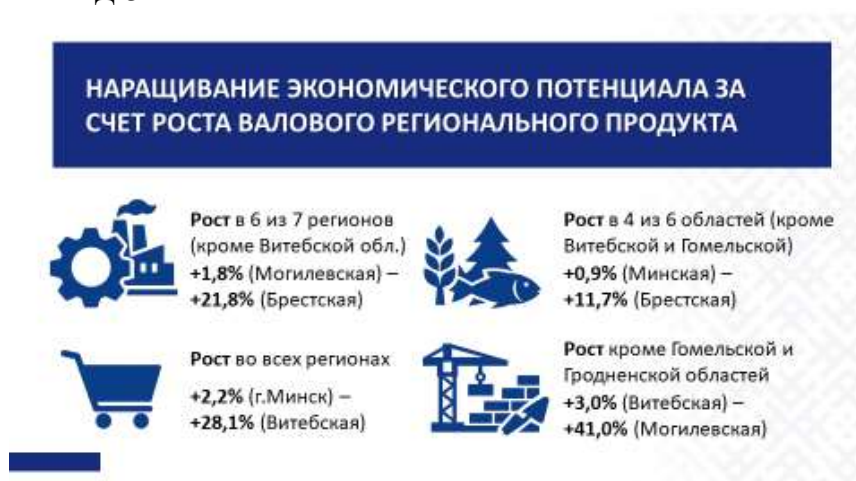 НАРАЩИВАНИЕ ЭКОНОМИЧЕСКОГО ПОТЕНЦИАЛА ЗА
СЧЕТ РОСТА ВАЛОВОГО РЕГИОНАЛЬНОГО ПРОДУКТА
Рост в 6 из 7 регионов
(кроме Витебской обл.)
+1,8% (Могилевская) –
+21,8% (Брестская)
Рост в 4 из 6 областей (кроме
Витебской и Гомельской)
+0,9% (Минская) –
+11,7% (Брестская)
Рост во всех регионах
+2,2% (г.Минск) –
+28,1% (Витебская)
Рост кроме Гомельской и
Гродненской областей
+3,0% (Витебская) –
+41,0% (Могилевская)